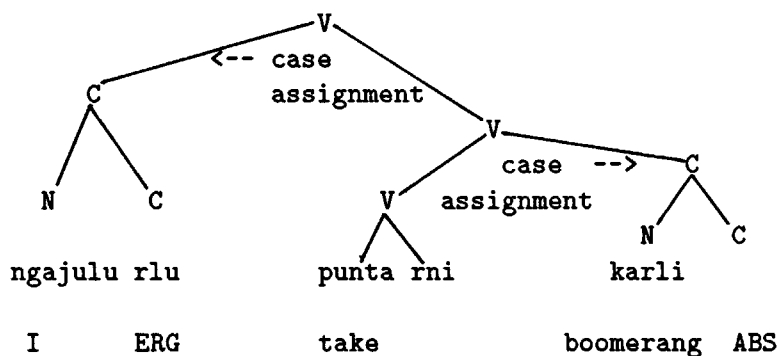 V
<-- case
C assignment
V
case --> C
N C V assignment
N C
ngajulu rlu punta rni karli
I ERG take boomerang ABS